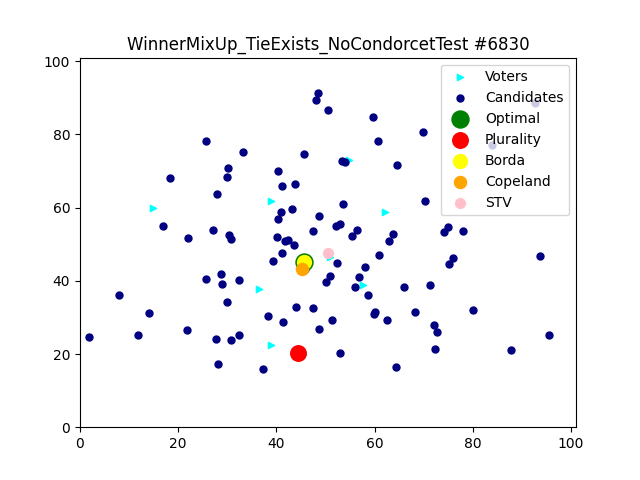 WinnerMixUp_TieExists_NoCondorcetTest #6830
100
80
60
40
20
0
0 20 40 60 80 100
Voters
Candidates
Optimal
Plurality
Borda
Copeland
STV